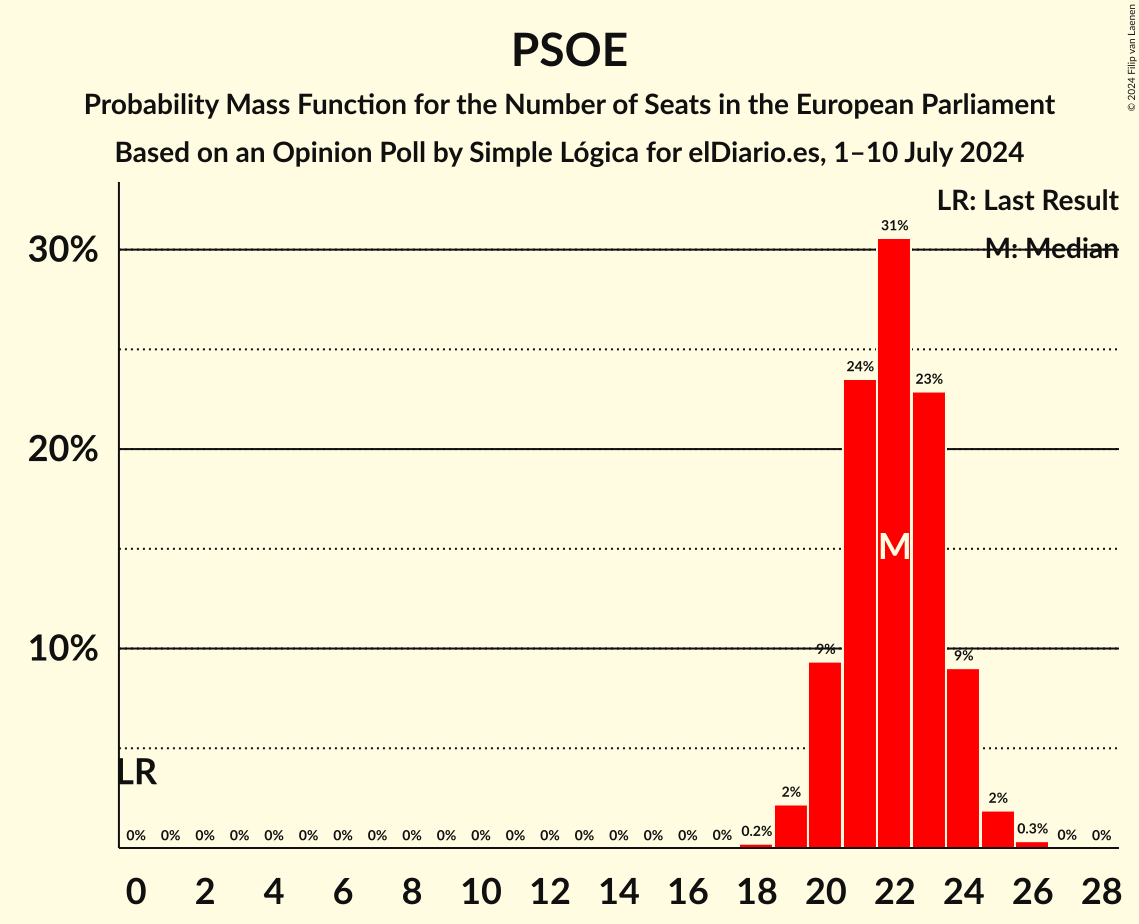 PSOE
Probability Mass Function for the Number of Seats in the European Parliament
Based on an Opinion Poll by Simple Lógica for elDiario.es, 1–10 July 2024
© 2024 Filip van Laenen
LR: Last Result
M: Median
30%
20%
10%
31%
24%
23%
M
9%
9%
LR
2%
2%
0% 0% 0% 0% 0% 0% 0% 0% 0% 0% 0% 0% 0% 0% 0% 0% 0% 0% 0.2% 0.3% 0% 0%
0 2 4 6 8 10 12 14 16 18 20 22 24 26 28